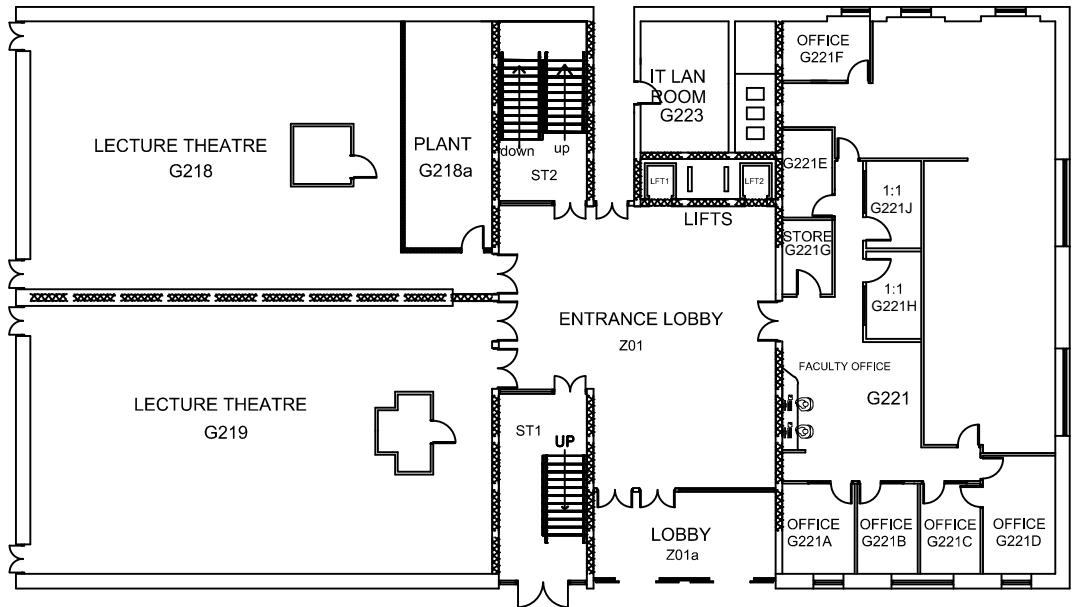 OFFICE
G221F
IT LAN
ROOM
G223
LECTURE THEATRE
G218
PLANT
G218a
down
up
ST2
G221E
LFT1
LFT2
1:1
G221J
LIFTS
STORE
G221G
1:1
G221H
ENTRANCE LOBBY
Z01
FACULTY OFFICE
G221
LECTURE THEATRE
G219
ST1
UP
LOBBY
Z01a
OFFICE
G221A
OFFICE
G221B
OFFICE
G221C
OFFICE
G221D